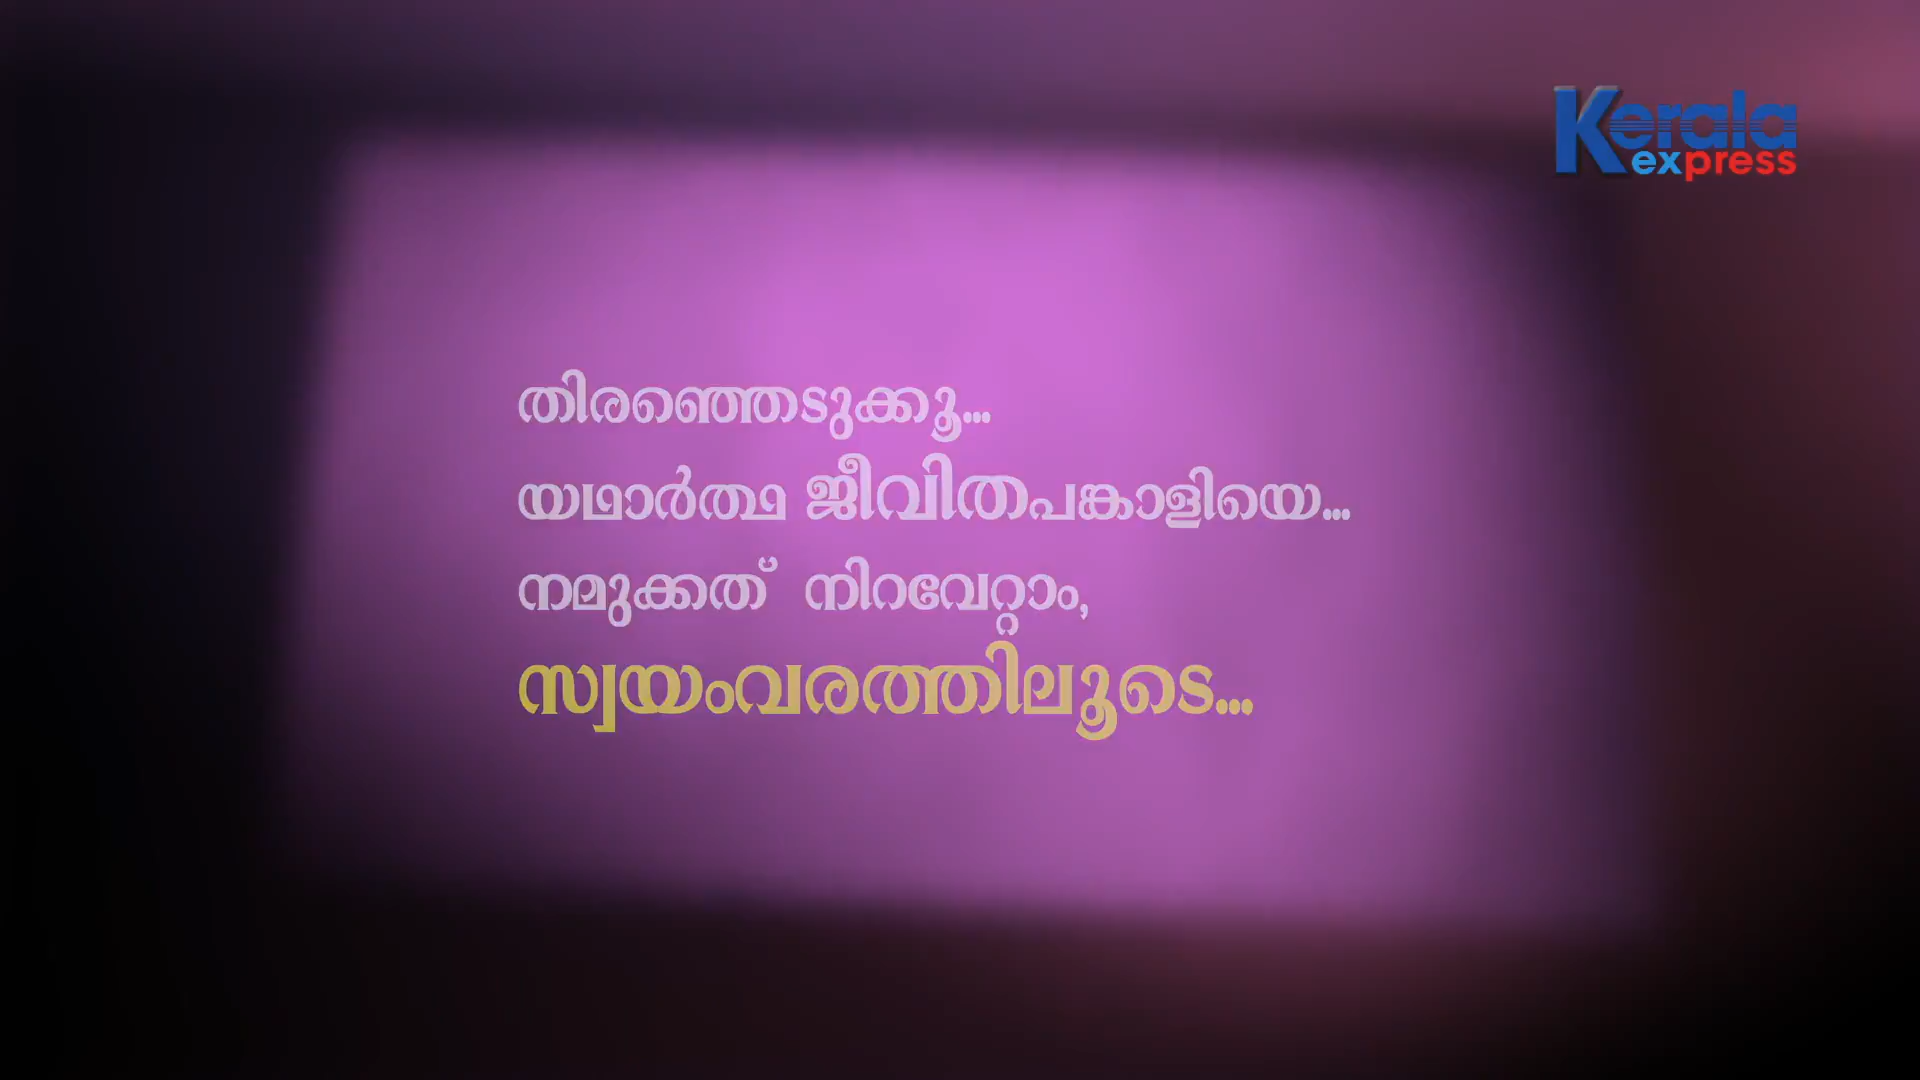 Kerala
express
തിരഞ്ഞെടുക്കൂ...
യഥാർത്ഥ ജീവിതപങ്കാളിയെ...
നമുക്കത് നിറവേറ്റാം,
സ്വയംവരത്തിലൂടെ...